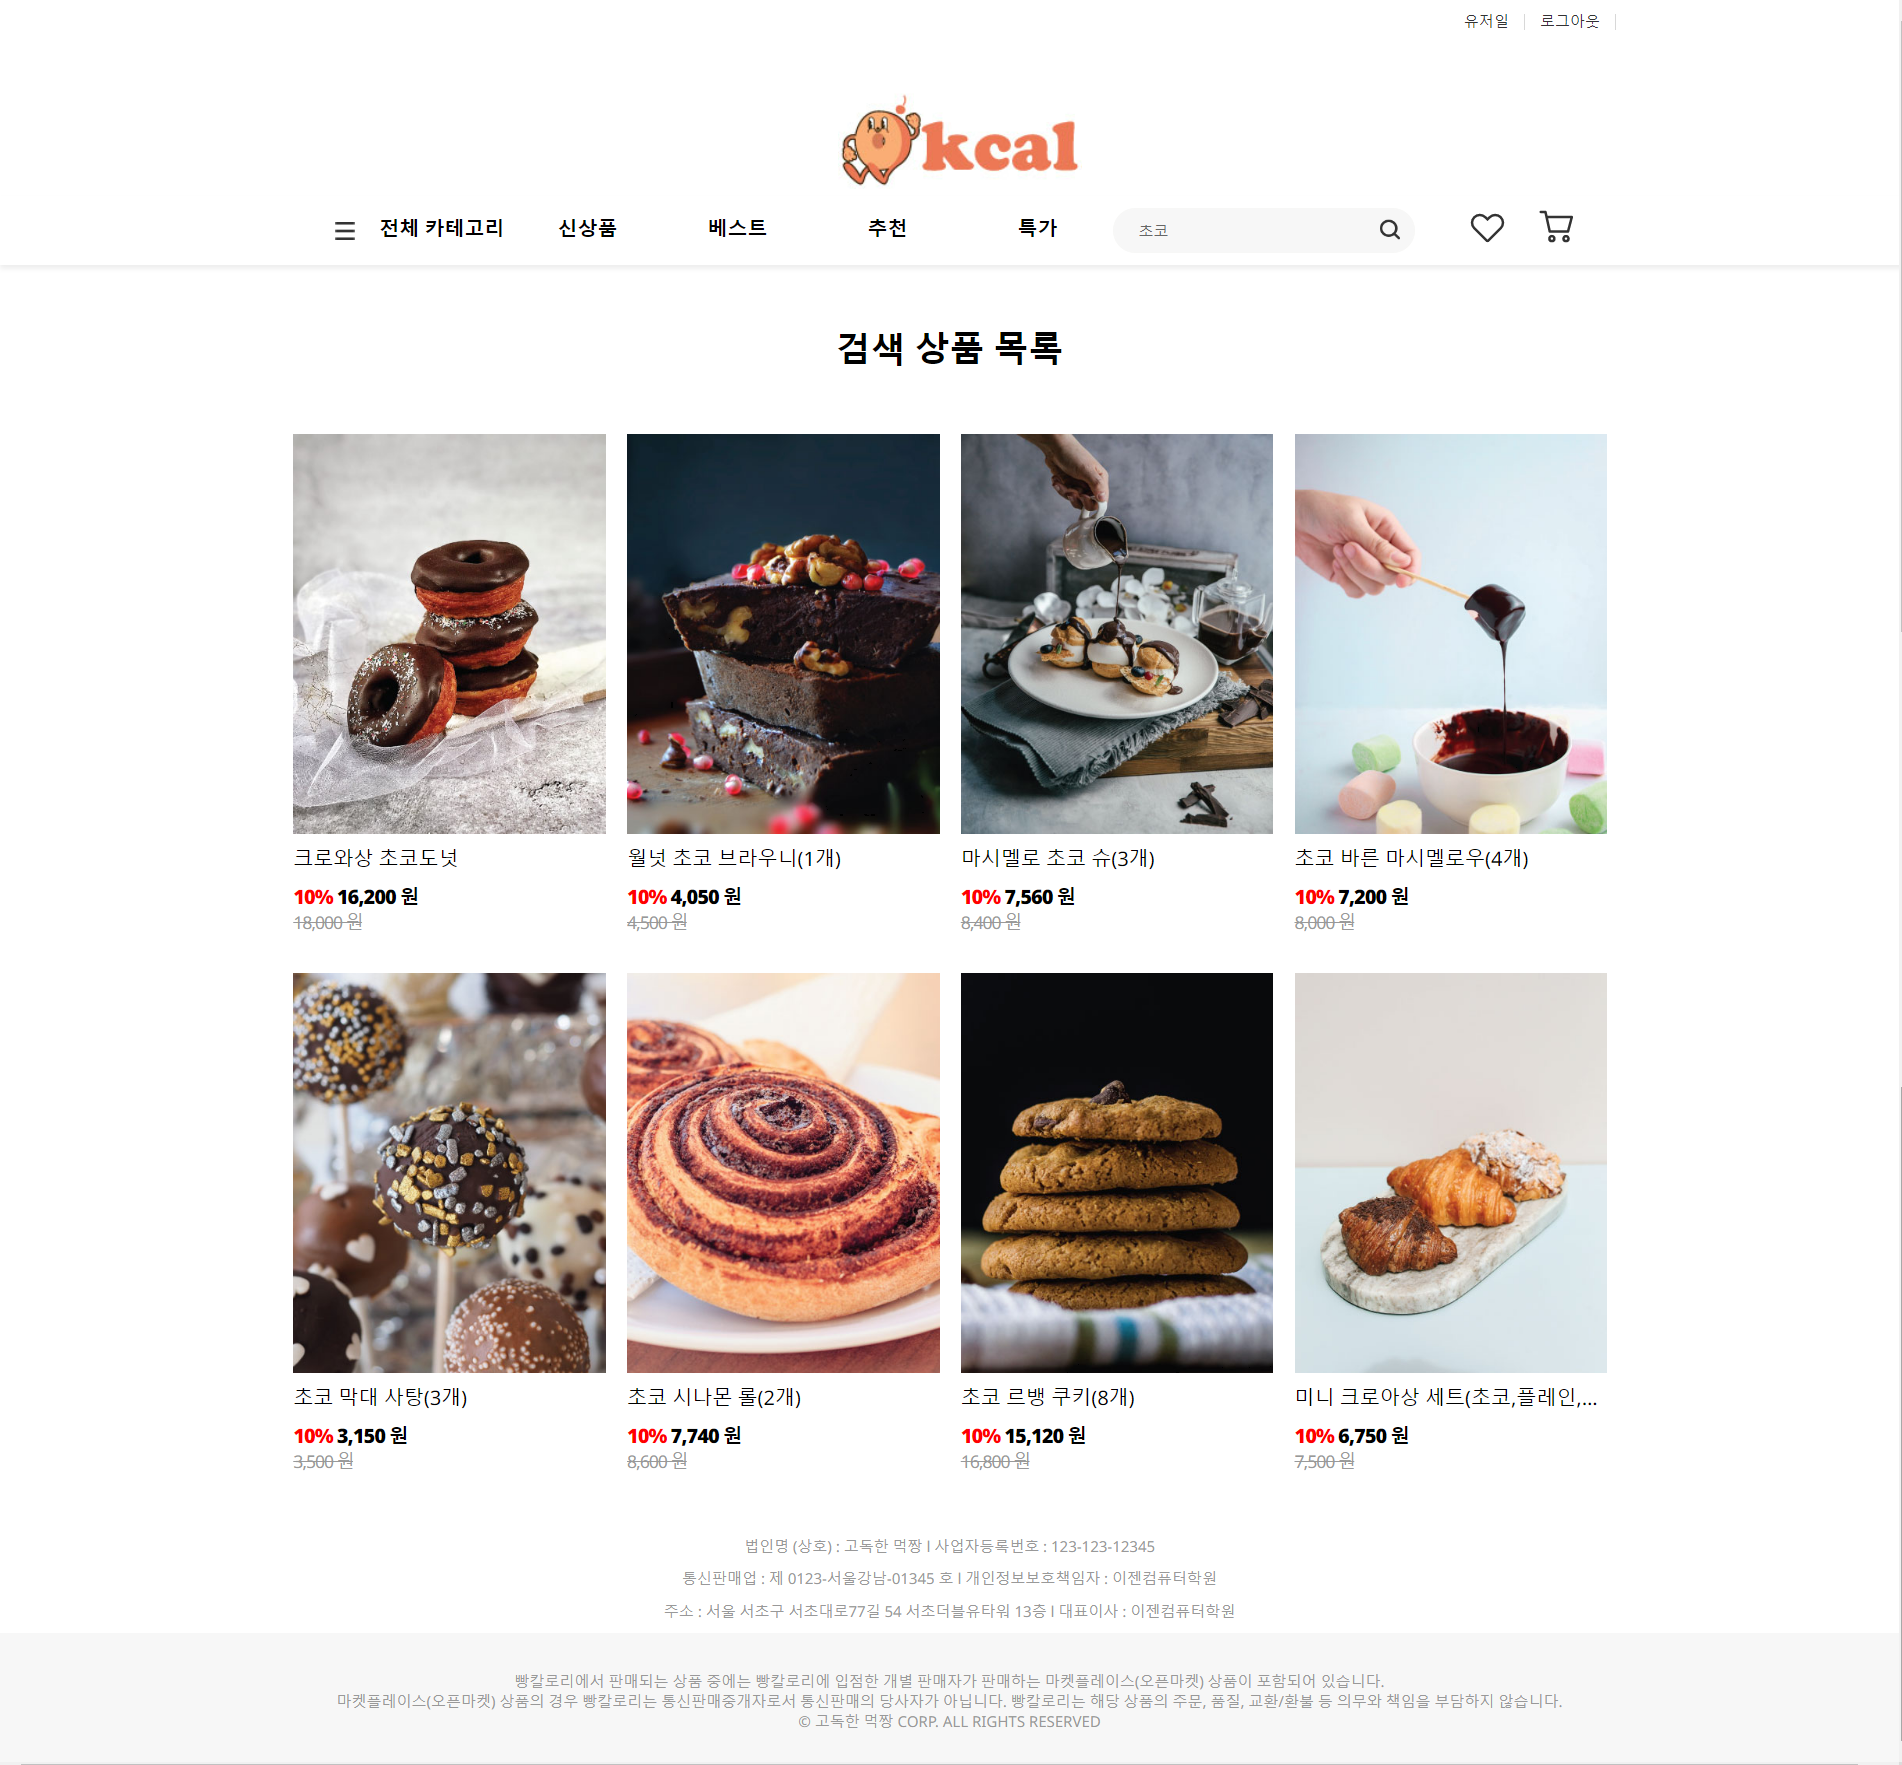 유저일 로그아웃
kcal
전체 카테고리 신상품 베스트 추천 특가 초코
검색 상품 목록
크로와상 초코도넛
10% 16,200 원
18,000 원
월넛 초코 브라우니(1개)
10% 4,050 원
4,500 원
마시멜로 초코 슈(3개)
10% 7,560 원
8,400 원
초코 바른 마시멜로우(4개)
10% 7,200 원
8,000 원
초코 막대 사탕(3개)
10% 3,150 원
3,500 원
초코 시나몬 롤(2개)
10% 7,740 원
8,600 원
초코 르뱅 쿠키(8개)
10% 15,120 원
16,800 원
미니 크로아상 세트(초코,플레인,...
10% 6,750 원
7,500 원
법인명 (상호) : 고독한 먹짱 I 사업자등록번호 : 123-123-12345
통신판매업 : 제 0123-서울강남-01345 호 I 개인정보보호책임자 : 이젠컴퓨터학원
주소 : 서울 서초구 서초대로77길 54 서초더블유타워 13층 I 대표이사 : 이젠컴퓨터학원
빵칼로리에서 판매되는 상품 중에는 빵칼로리에 입점한 개별 판매자가 판매하는 마켓플레이스(오픈마켓) 상품이 포함되어 있습니다.
마켓플레이스(오픈마켓) 상품의 경우 빵칼로리는 통신판매중개자로서 통신판매의 당사자가 아닙니다. 빵칼로리는 해당 상품의 주문, 품질, 교환/환불 등 의무와 책임을 부담하지 않습니다.
© 고독한 먹짱 CORP. ALL RIGHTS RESERVED